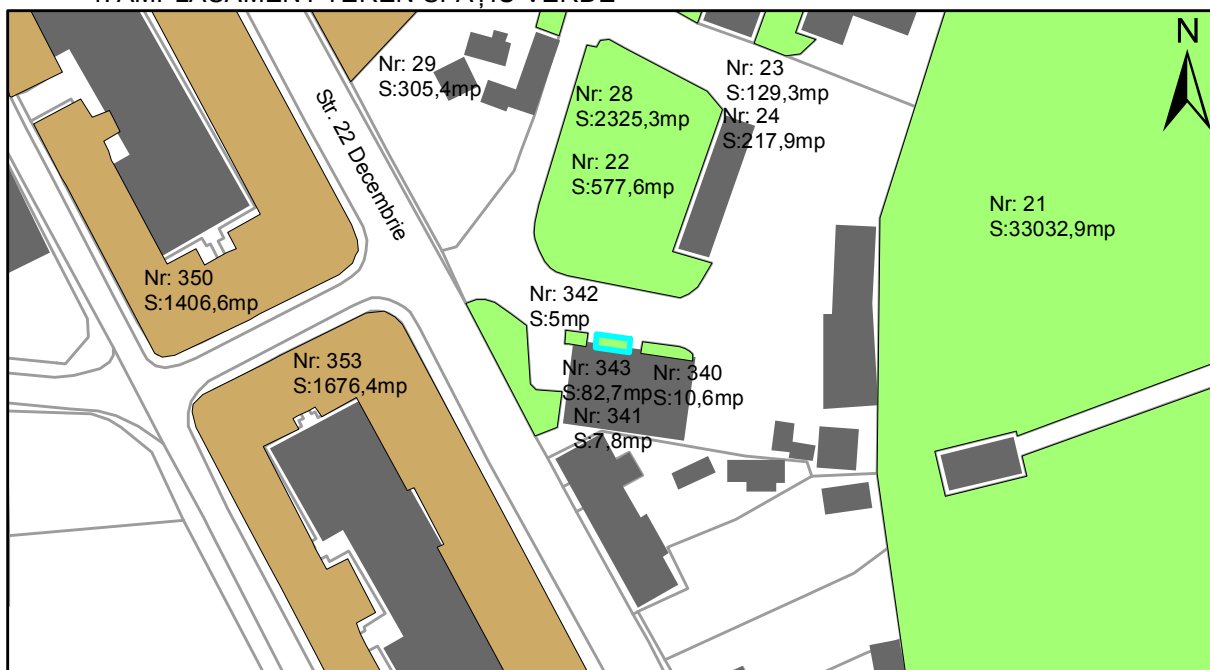 Nr: 29
S:305,4mp
Str. 22 Decembrie
Nr: 28
S:2325,3mp
Nr: 22
S:577,6mp
Nr: 23
S:129,3mp
Nr: 24
S:217,9mp
N
Nr: 21
S:33032,9mp
Nr: 350
S:1406,6mp
Nr: 342
S:5mp
Nr: 353
S:1676,4mp
Nr: 343
S:82,7mp
Nr: 340
S:10,6mp
Nr: 341
S:7,8mp